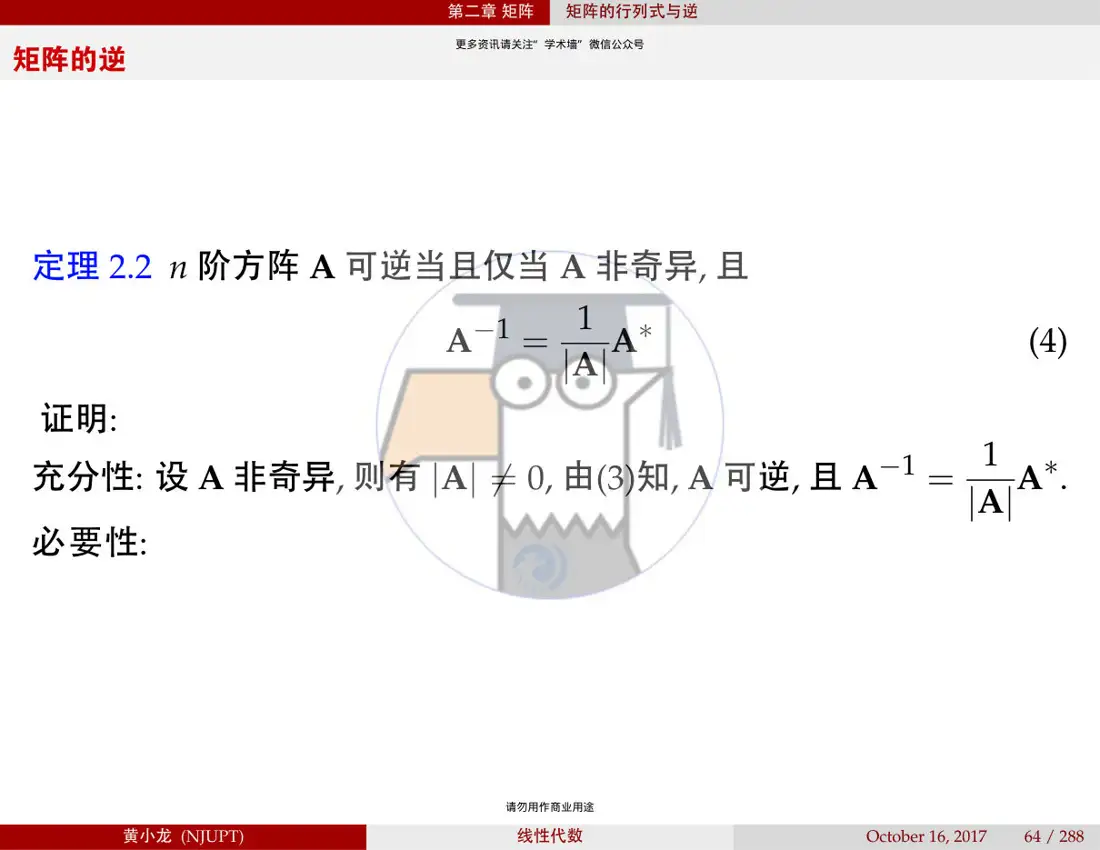 第二章 矩阵 矩阵的行列式与逆
更多资讯请关注“学术墙”微信公众号
矩阵的逆
定理 2.2 n 阶方阵 A 可逆当且仅当 A 非奇异, 且
A⁻¹ = 1/|A| A* (4)
证明:
充分性: 设 A 非奇异, 则有 |A| ≠ 0, 由(3)知, A 可逆, 且 A⁻¹ = 1/|A| A*.
必要性:
请勿用作商业用途
黄小龙 (NJUPT) 线性代数 October 16, 2017 64 / 288